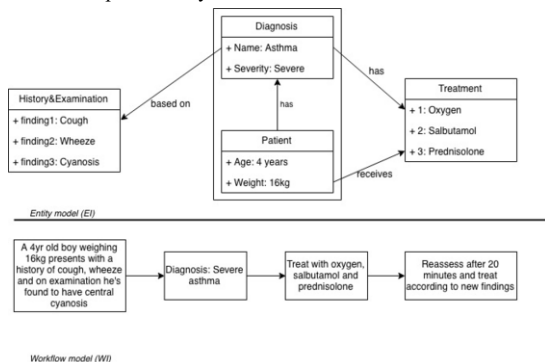 Diagnosis
+ Name: Asthma
+ Severity: Severe
has
based on
History&Examination
+ finding1: Cough
+ finding2: Wheeze
+ finding3: Cyanosis
has
Treatment
+ 1: Oxygen
+ 2: Salbutamol
+ 3: Prednisolone
Patient
+ Age: 4 years
+ Weight: 16kg
receives
Entity model (EI)
A 4yr old boy weighing
16kg presents with a
history of cough, wheeze
and on examination he's
found to have central
cyanosis
Diagnosis: Severe
asthma
Treat with oxygen,
salbutamol and
prednisolone
Reassess after 20
minutes and treat
according to new findings
Workflow model (WI)